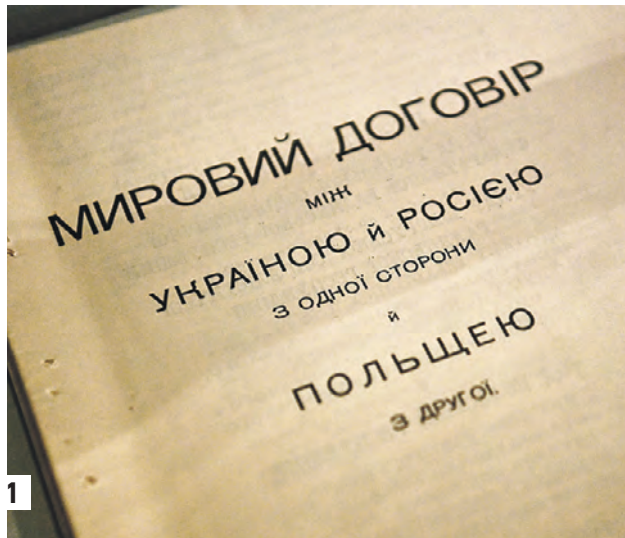 МИРОВИЙ ДОГОВІР
МІЖ
УКРАЇНОЮ й РОСІЄЮ
З ОДНОЇ СТОРОНИ
й
ПОЛЬЩЕЮ
З ДРУГОЇ.
1